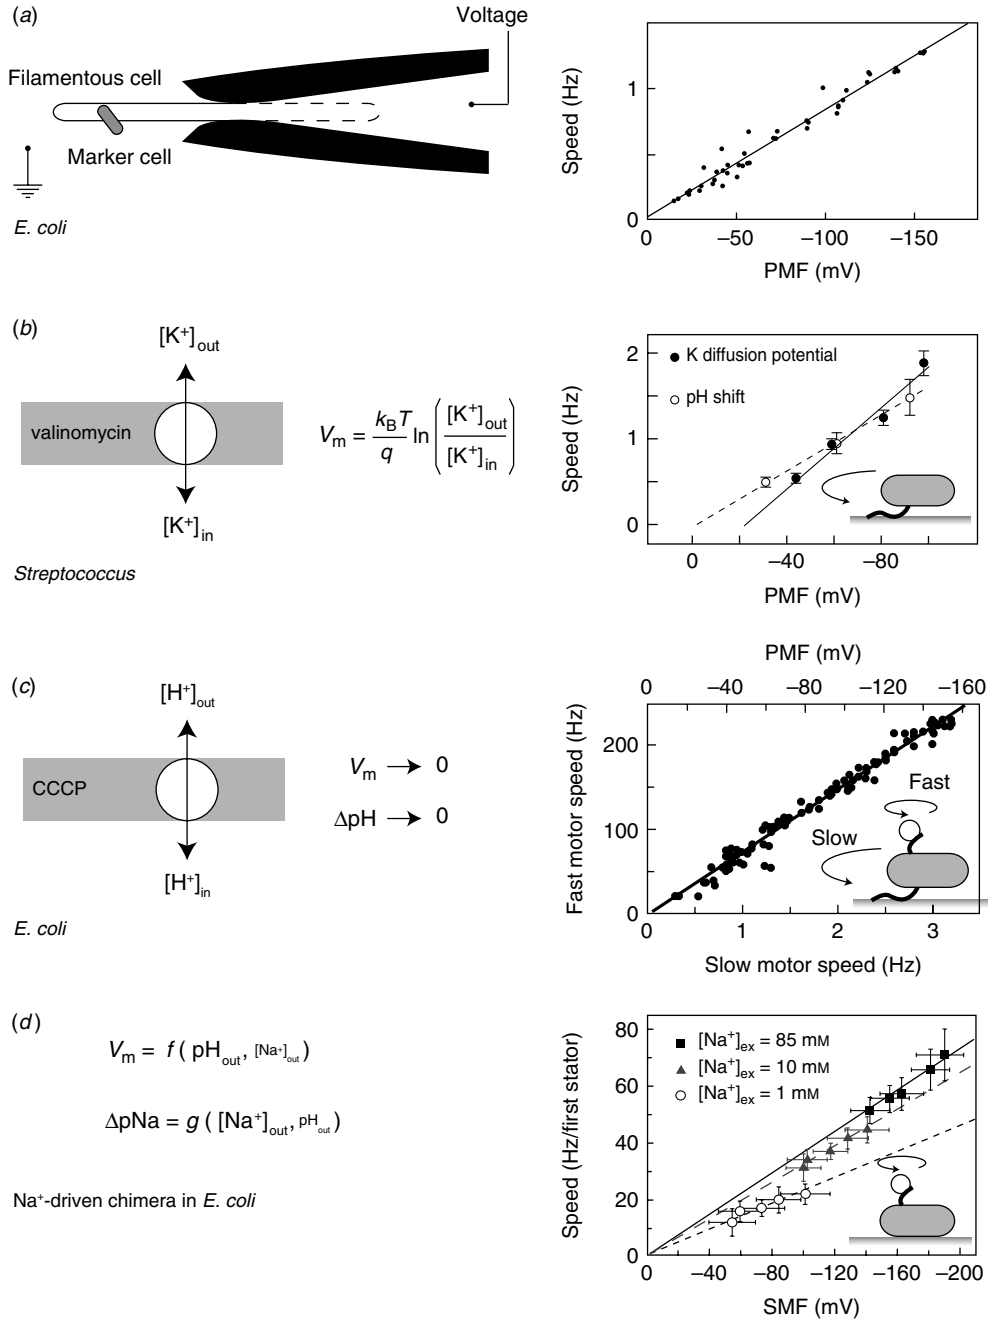 (a)
Voltage
Filamentous cell
Marker cell
E. coli
Speed (Hz)
1
0
0
−50
−100
−150
PMF (mV)
(b)
[K⁺]out
valinomycin
[K⁺]in
Vm = kBT/q ln ([K⁺]out/[K⁺]in)
Streptococcus
Speed (Hz)
2
1
0
K diffusion potential
pH shift
0
−40
−80
PMF (mV)
(c)
[H⁺]out
CCCP
[H⁺]in
Vm → 0
ΔpH → 0
E. coli
PMF (mV)
0
−40
−80
−120
−160
Fast motor speed (Hz)
200
100
0
Fast
Slow
0
1
2
3
Slow motor speed (Hz)
(d)
Vm = f ( pHout, [Na⁺]out)
ΔpNa = g ( [Na⁺]out, pHout)
Na⁺-driven chimera in E. coli
Speed (Hz/first stator)
80
60
40
20
0
[Na⁺]ex = 85 mM
[Na⁺]ex = 10 mM
[Na⁺]ex = 1 mM
0
−40
−80
−120
−160
−200
SMF (mV)